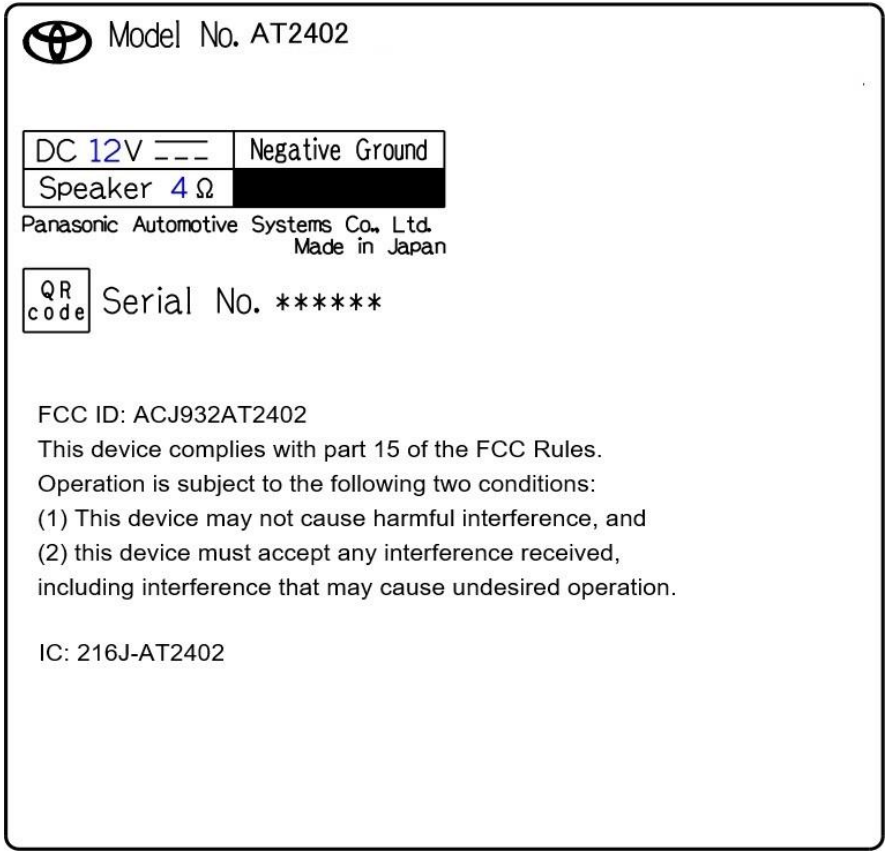 Model No. AT2402
DC 12V Negative Ground
Speaker 4 Ω
Panasonic Automotive Systems Co., Ltd.
Made in Japan
QR code
Serial No. ******
FCC ID: ACJ932AT2402
This device complies with part 15 of the FCC Rules.
Operation is subject to the following two conditions:
(1) This device may not cause harmful interference, and
(2) this device must accept any interference received,
including interference that may cause undesired operation.
IC: 216J-AT2402